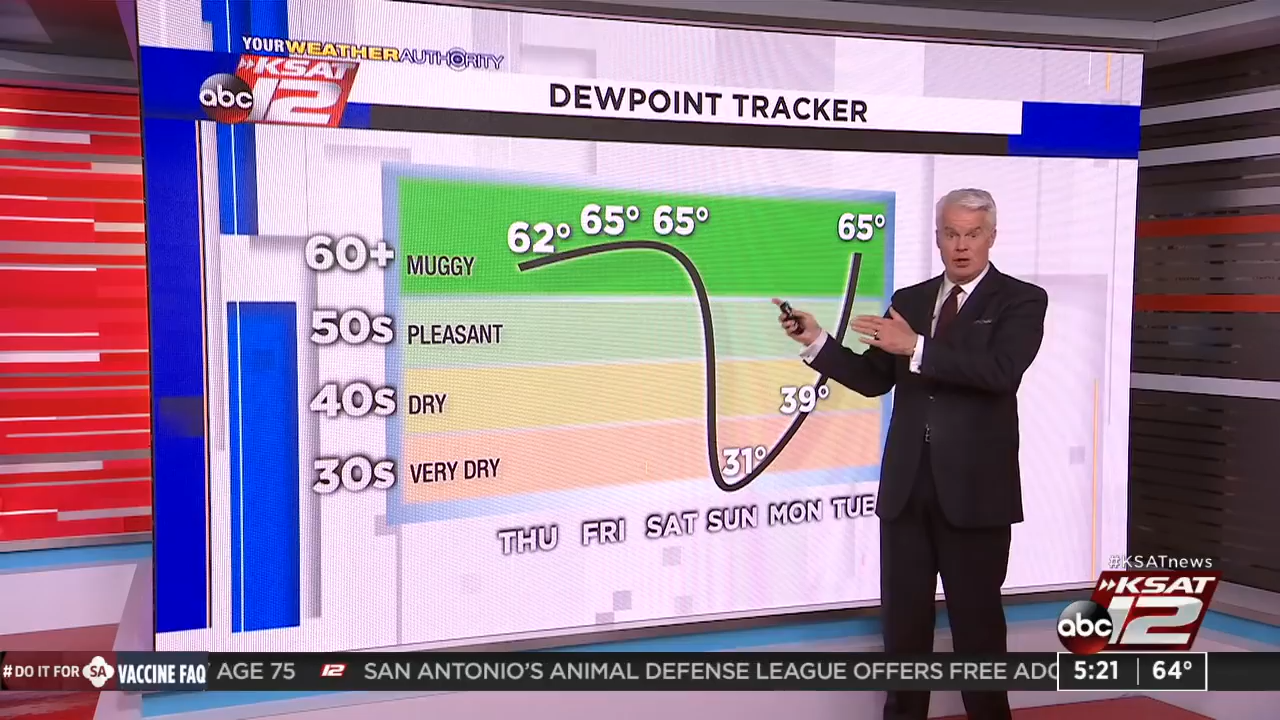 YOUR WEATHER AUTHORITY
KSAT
abc 12
DEWPOINT TRACKER
62° 65° 65° 65°
60+ MUGGY
50s PLEASANT
40s DRY
39°
30s VERY DRY
31°
THU FRI SAT SUN MON TUE
#KSATnews
KSAT
abc 12
#DO IT FOR SA VACCINE FAQ AGE 75 12 SAN ANTONIO'S ANIMAL DEFENSE LEAGUE OFFERS FREE ADO 5:21 64°